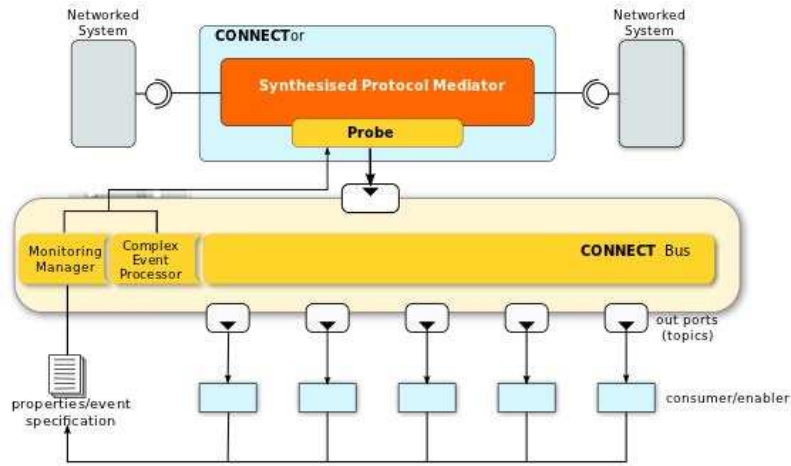 Networked
System
Networked
System
CONNECTor
Synthesised Protocol Mediator
Probe
Monitoring
Manager
Complex
Event
Processor
CONNECT Bus
out ports
(topics)
properties/event
specification
consumer/enabler